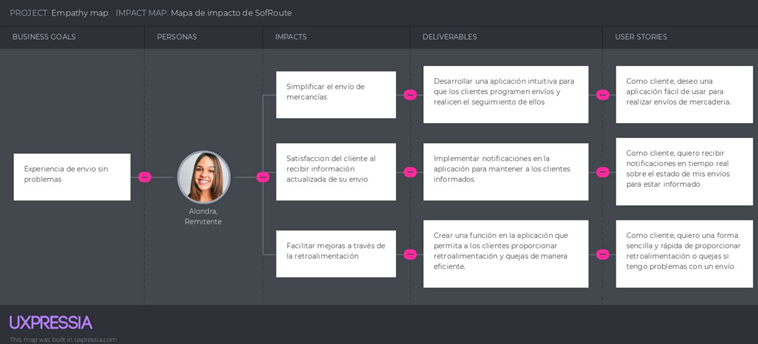 PROJECT: Empathy map IMPACT MAP: Mapa de impacto de SofRoute
BUSINESS GOALS
PERSONAS
IMPACTS
DELIVERABLES
USER STORIES
Experiencia de envio sin
problemas
Alondra,
Remitente
Simplificar el envío de
mercancías
Desarrollar una aplicación intuitiva para
que los clientes programen envíos y
realicen el seguimiento de ellos
Como cliente, deseo una
aplicación fácil de usar para
realizar envíos de mercaderia.
Satisfaccion del cliente al
recibir información
actualizada de su envio
Implementar notificaciones en la
aplicación para mantener a los clientes
informados
Como cliente, quiero recibir
notificaciones en tiempo real
sobre el estado de mis envíos
para estar informado
Facilitar mejoras a través de
la retroalimentación
Crear una función en la aplicación que
permita a los clientes proporcionar
retroalimentación y quejas de manera
eficiente.
Como cliente, quiero una forma
sencilla y rápida de proporcionar
retroalimentación o quejas si
tengo problemas con un envío
UXPRESSIA
This map was built in uxpressia.com